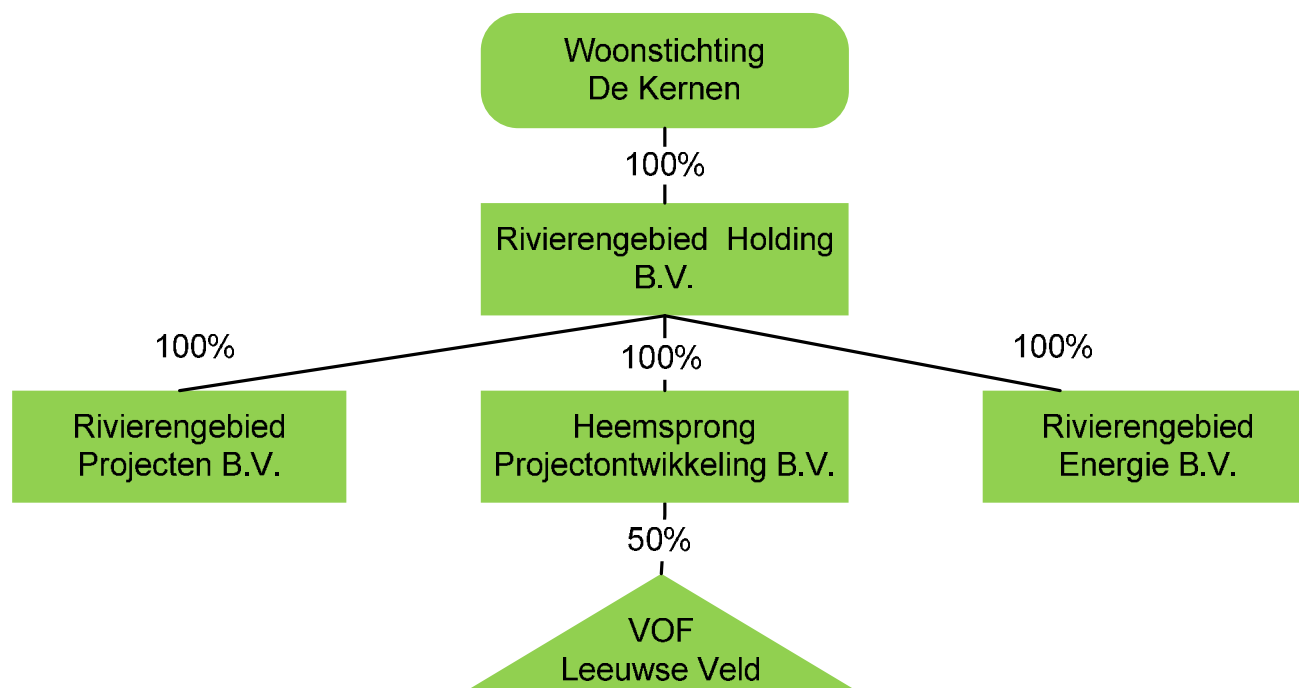 Woonstichting
De Kernen
100%
Rivierengebied Holding
B.V.
100%
100%
100%
Rivierengebied
Projecten B.V.
Heemsprong
Projectontwikkeling B.V.
Rivierengebied
Energie B.V.
50%
VOF
Leeuwse Veld